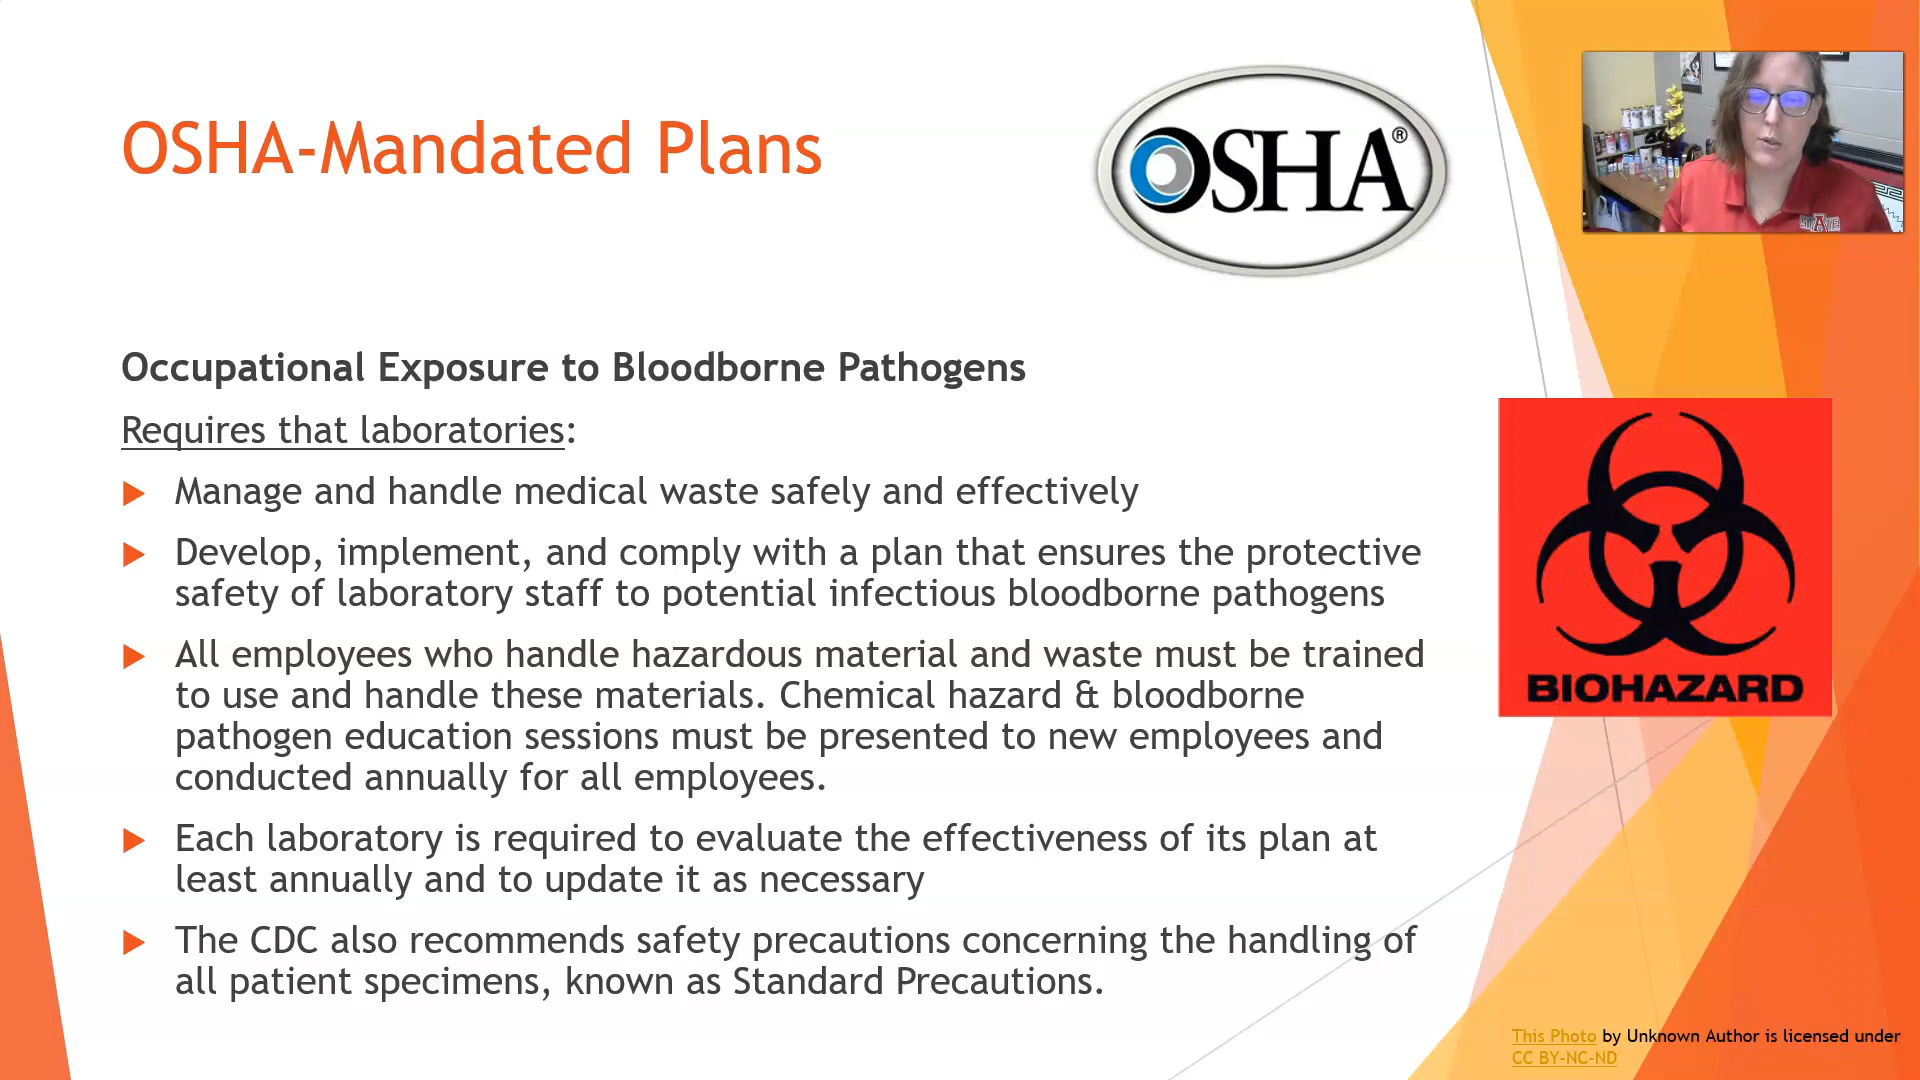 OSHA-Mandated Plans
OSHA®
Occupational Exposure to Bloodborne Pathogens
Requires that laboratories:
Manage and handle medical waste safely and effectively
Develop, implement, and comply with a plan that ensures the protective
safety of laboratory staff to potential infectious bloodborne pathogens
All employees who handle hazardous material and waste must be trained
to use and handle these materials. Chemical hazard & bloodborne
pathogen education sessions must be presented to new employees and
conducted annually for all employees.
Each laboratory is required to evaluate the effectiveness of its plan at
least annually and to update it as necessary
The CDC also recommends safety precautions concerning the handling of
all patient specimens, known as Standard Precautions.
BIOHAZARD
This Photo by Unknown Author is licensed under
CC BY-NC-ND